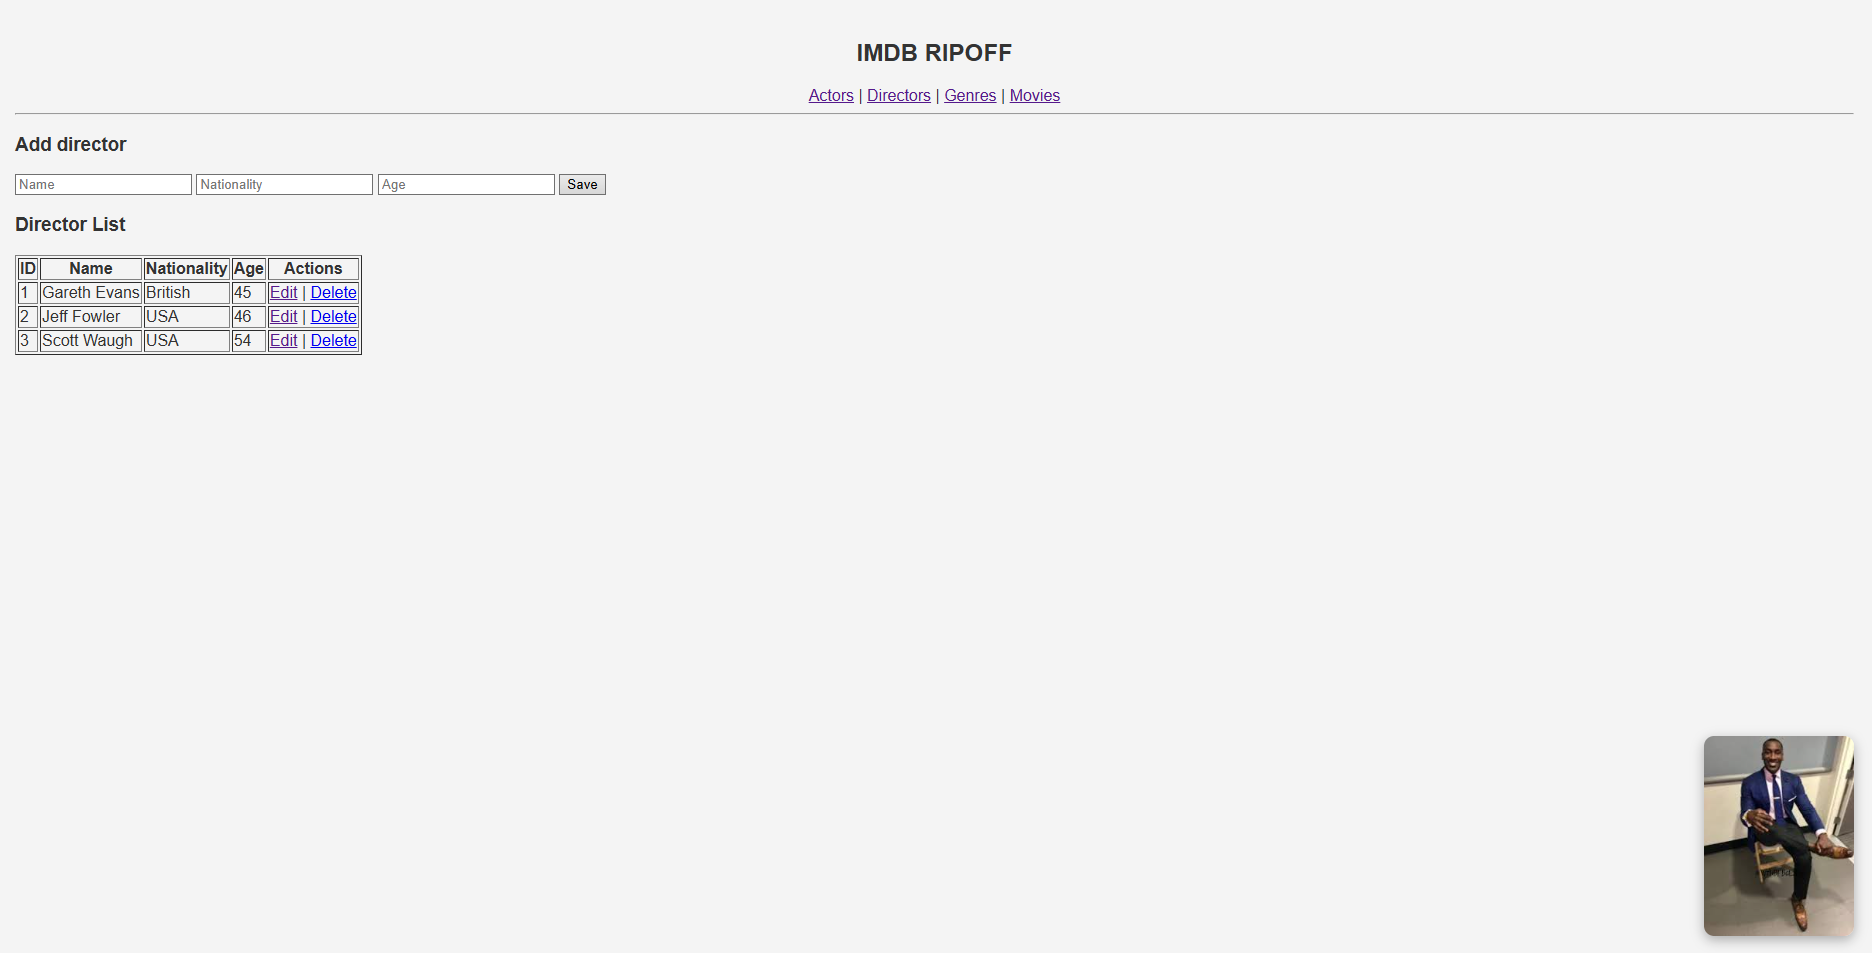 IMDB RIPOFF
Actors | Directors | Genres | Movies
Add director
Name Nationality Age Save
Director List
ID Name Nationality Age Actions
1 Gareth Evans British 45 Edit | Delete
2 Jeff Fowler USA 46 Edit | Delete
3 Scott Waugh USA 54 Edit | Delete